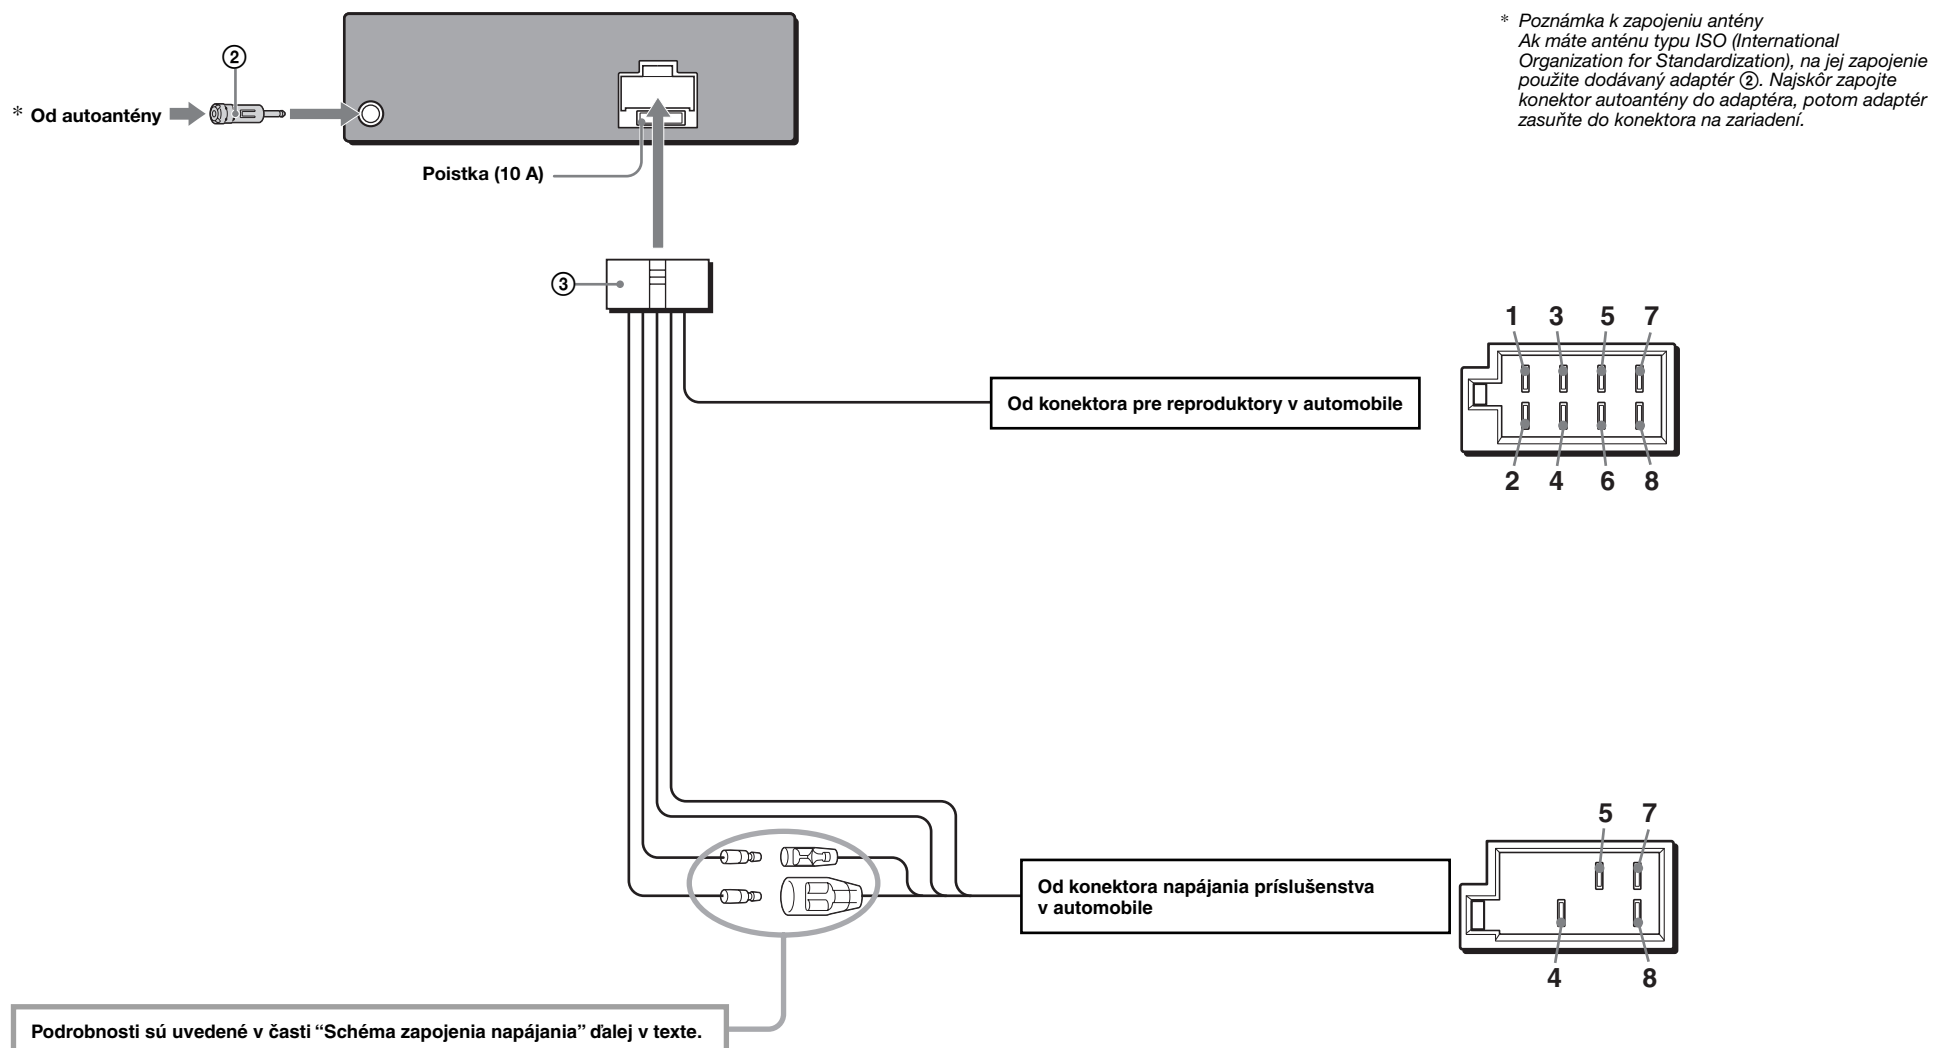 * Poznámka k zapojeniu antény
Ak máte anténu typu ISO (International
Organization for Standardization), na jej zapojenie
použite dodávaný adaptér ②. Najskôr zapojte
konektor autoantény do adaptéra, potom adaptér
zasuňte do konektora na zariadení.
②
* Od autoantény
Poistka (10 A)
③
1 3 5 7
Od konektora pre reproduktory v automobile
2 4 6 8
5 7
Od konektora napájania príslušenstva
v automobile
4 8
Podrobnosti sú uvedené v časti “Schéma zapojenia napájania” ďalej v texte.